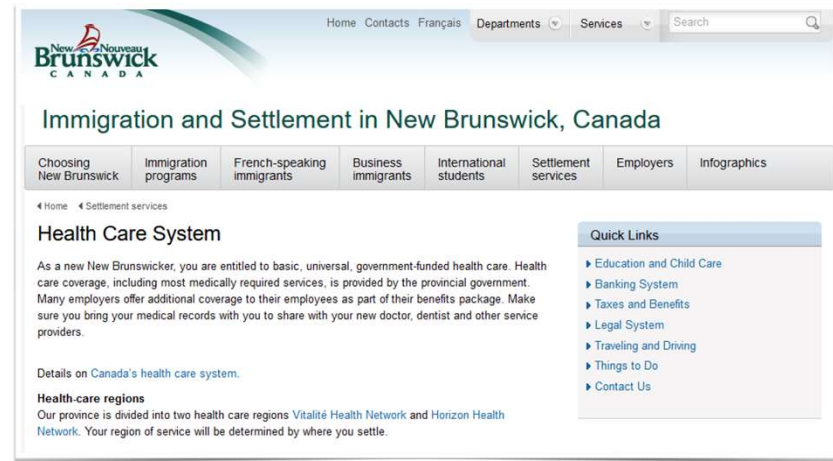 Home Contacts Français Departments Services Search
New Nouveau
Brunswick
CANADA
Immigration and Settlement in New Brunswick, Canada
Choosing New Brunswick
Immigration programs
French-speaking immigrants
Business immigrants
International students
Settlement services
Employers
Infographics
Home Settlement services
Health Care System
As a new New Brunswicker, you are entitled to basic, universal, government-funded health care. Health
care coverage, including most medically required services, is provided by the provincial government.
Many employers offer additional coverage to their employees as part of their benefits package. Make
sure you bring your medical records with you to share with your new doctor, dentist and other service
providers.
Details on Canada's health care system.
Health-care regions
Our province is divided into two health care regions Vitalité Health Network and Horizon Health
Network. Your region of service will be determined by where you settle.
Quick Links
Education and Child Care
Banking System
Taxes and Benefits
Legal System
Traveling and Driving
Things to Do
Contact Us